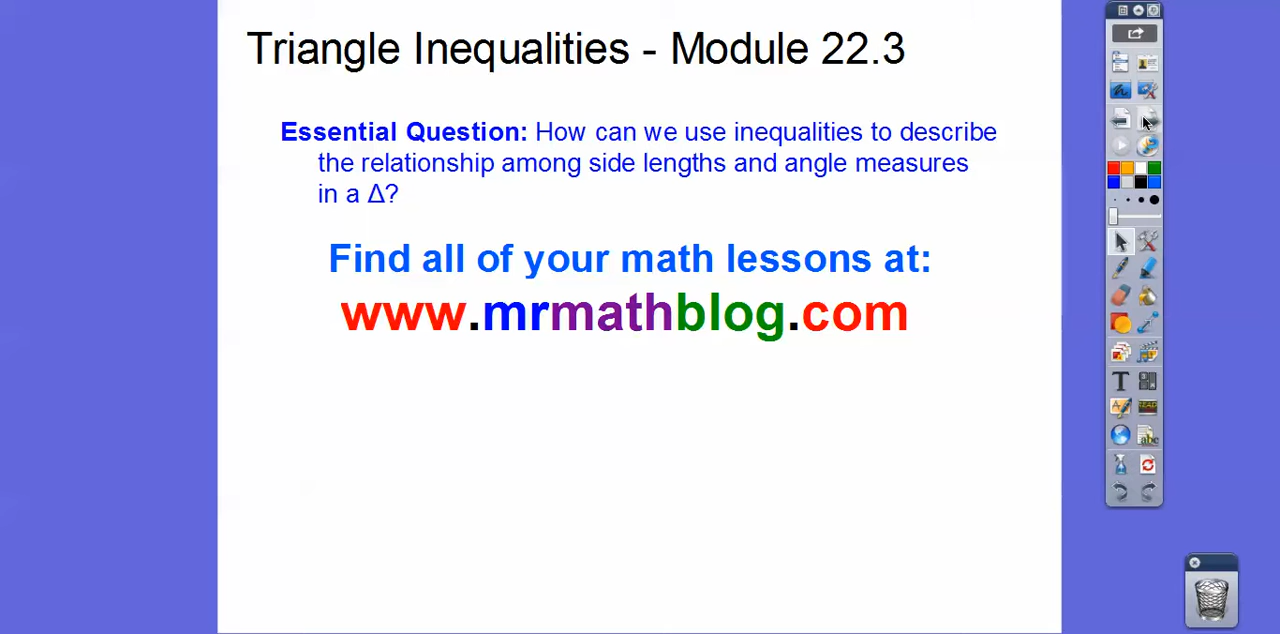 Triangle Inequalities - Module 22.3
Essential Question: How can we use inequalities to describe
the relationship among side lengths and angle measures
in a Δ?
Find all of your math lessons at:
www.mrmathblog.com